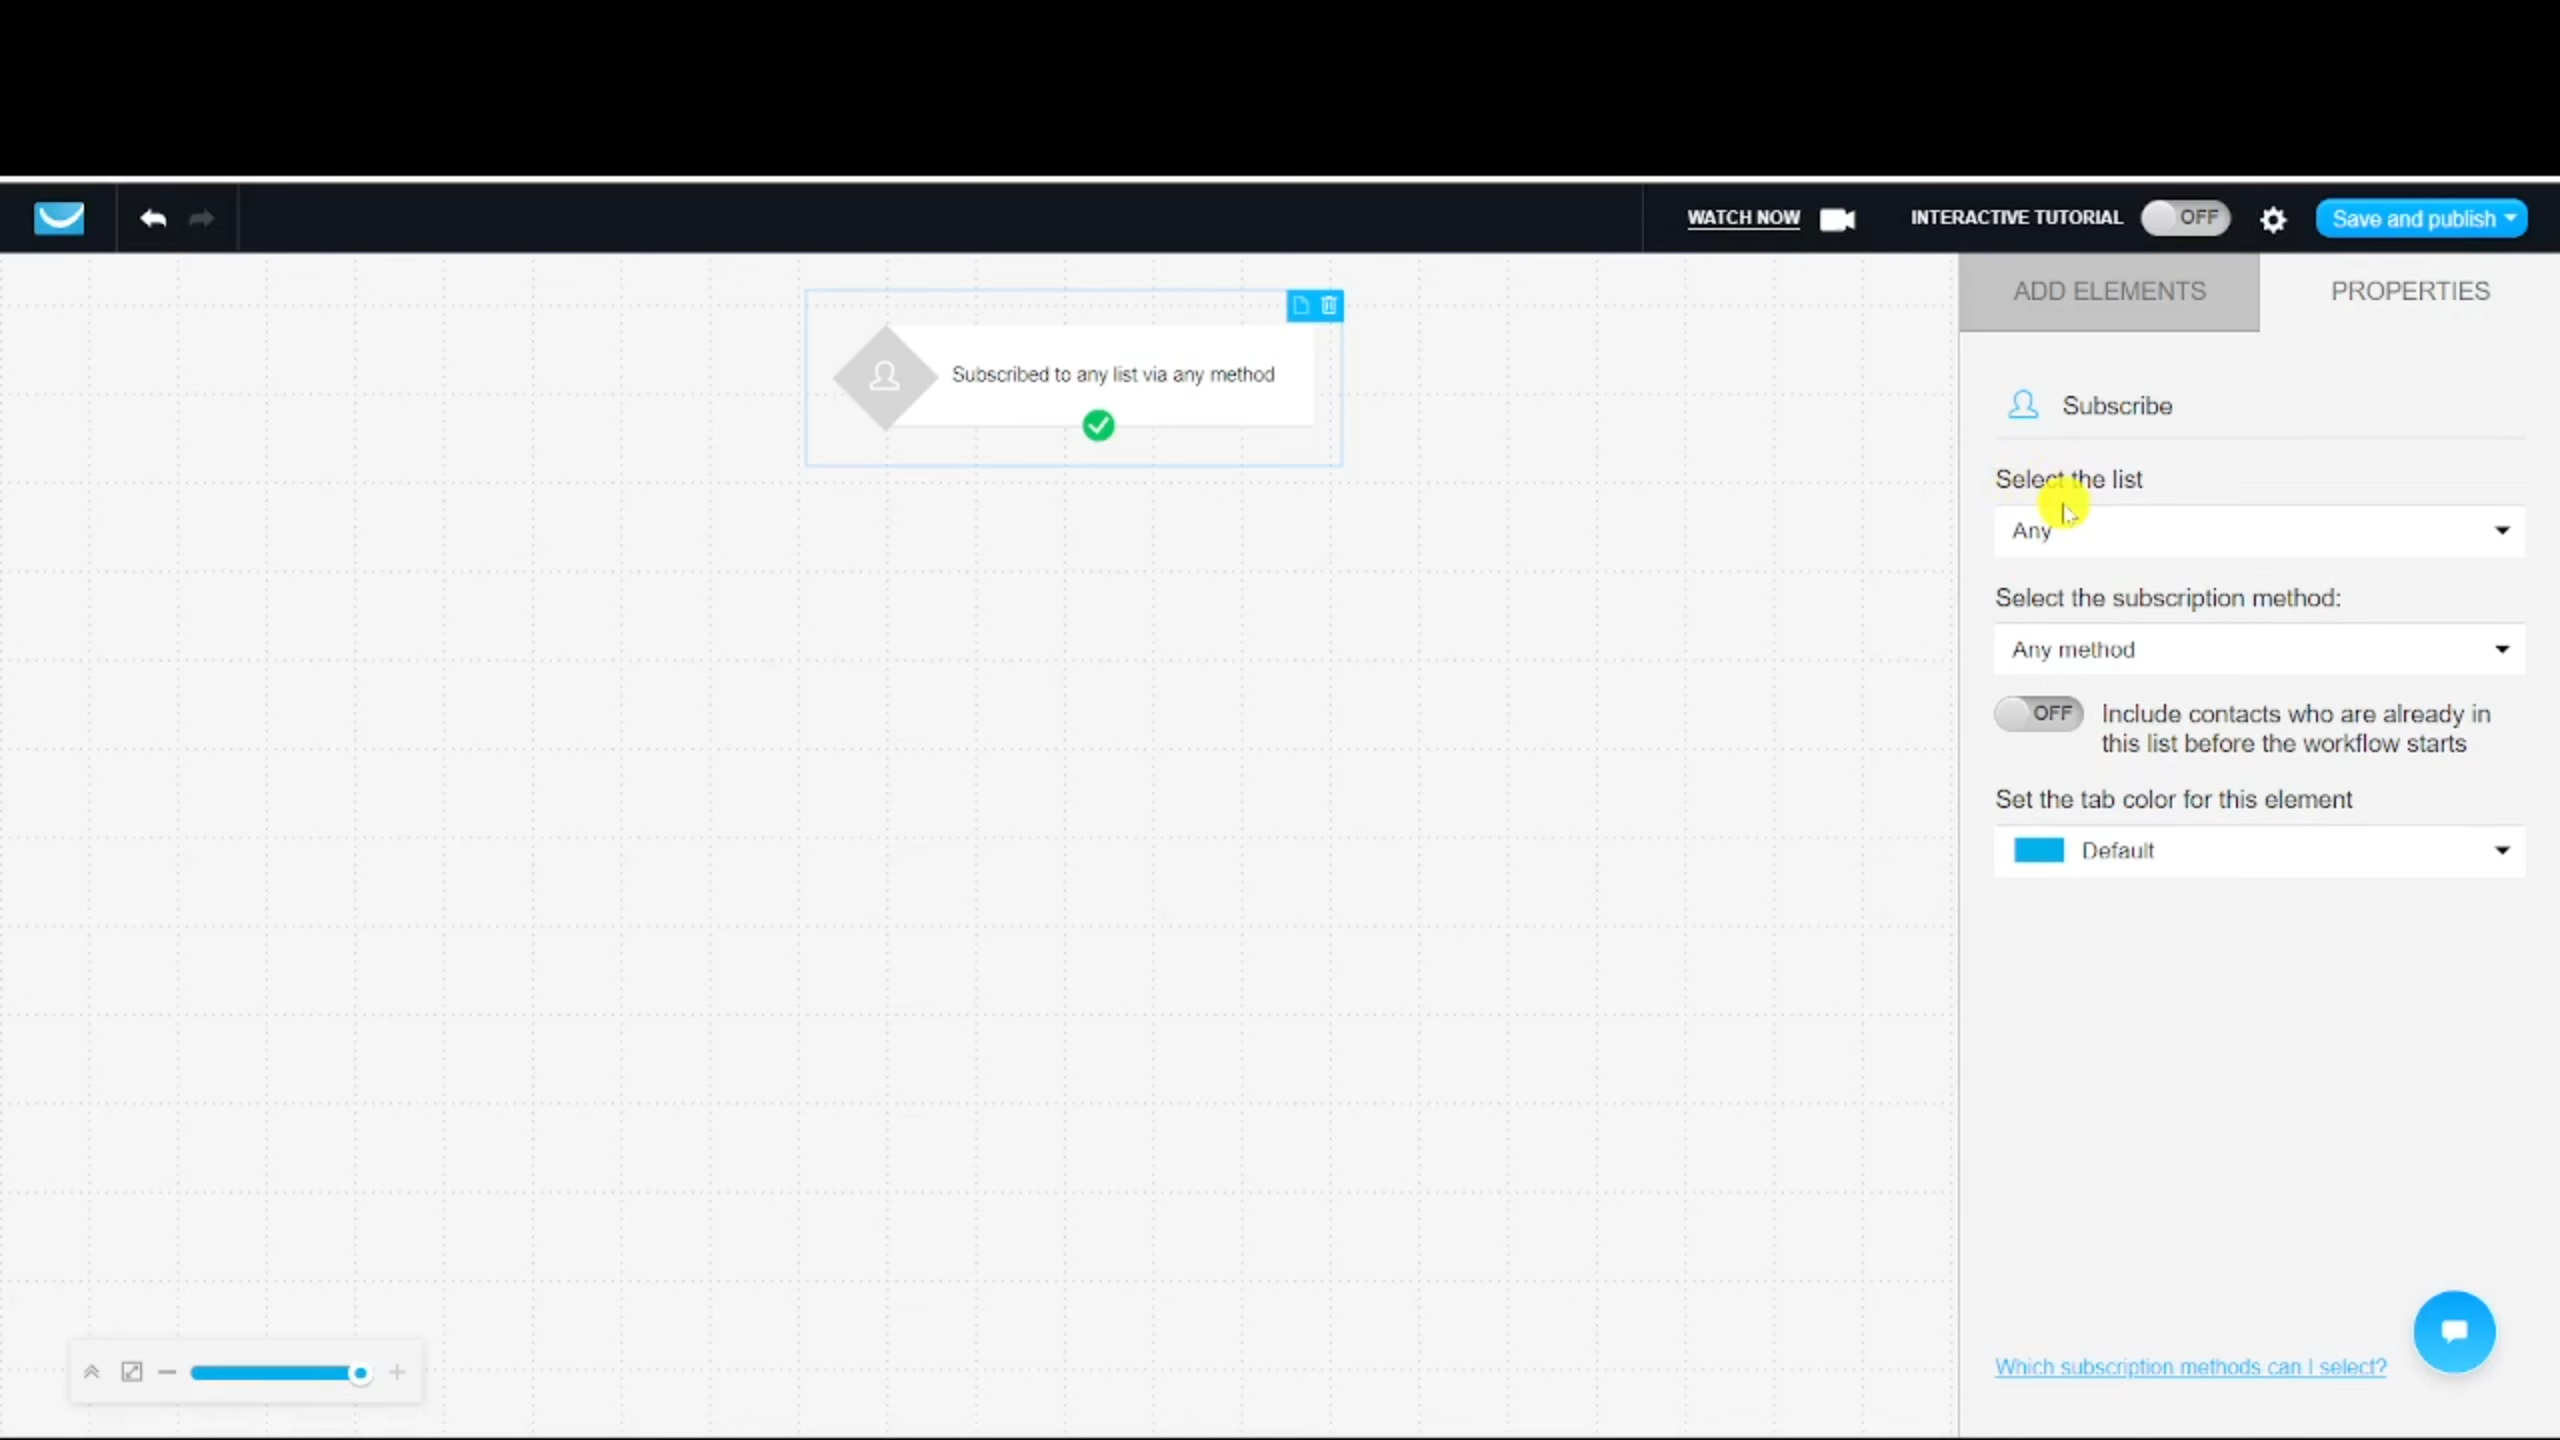 WATCH NOW
INTERACTIVE TUTORIAL
OFF
Save and publish
ADD ELEMENTS
PROPERTIES
Subscribed to any list via any method
Subscribe
Select the list
Any
Select the subscription method:
Any method
OFF
Include contacts who are already in
this list before the workflow starts
Set the tab color for this element
Default
Which subscription methods can I select?